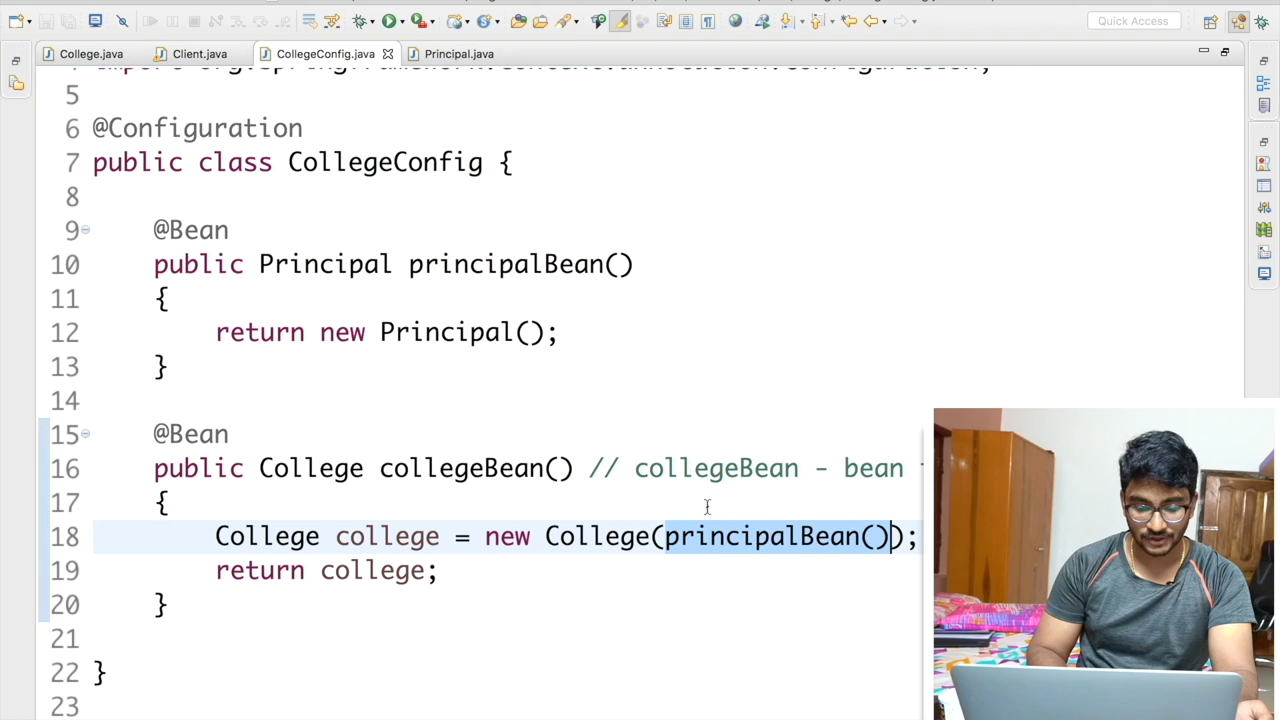 Quick Access
College.java
Client.java
CollegeConfig.java
Principal.java
5
6 @Configuration
7 public class CollegeConfig {
8
9 @Bean
10 public Principal principalBean()
11 {
12 return new Principal();
13 }
14
15 @Bean
16 public College collegeBean() // collegeBean - bean
17 {
18 College college = new College(principalBean());
19 return college;
20 }
21
22 }
23